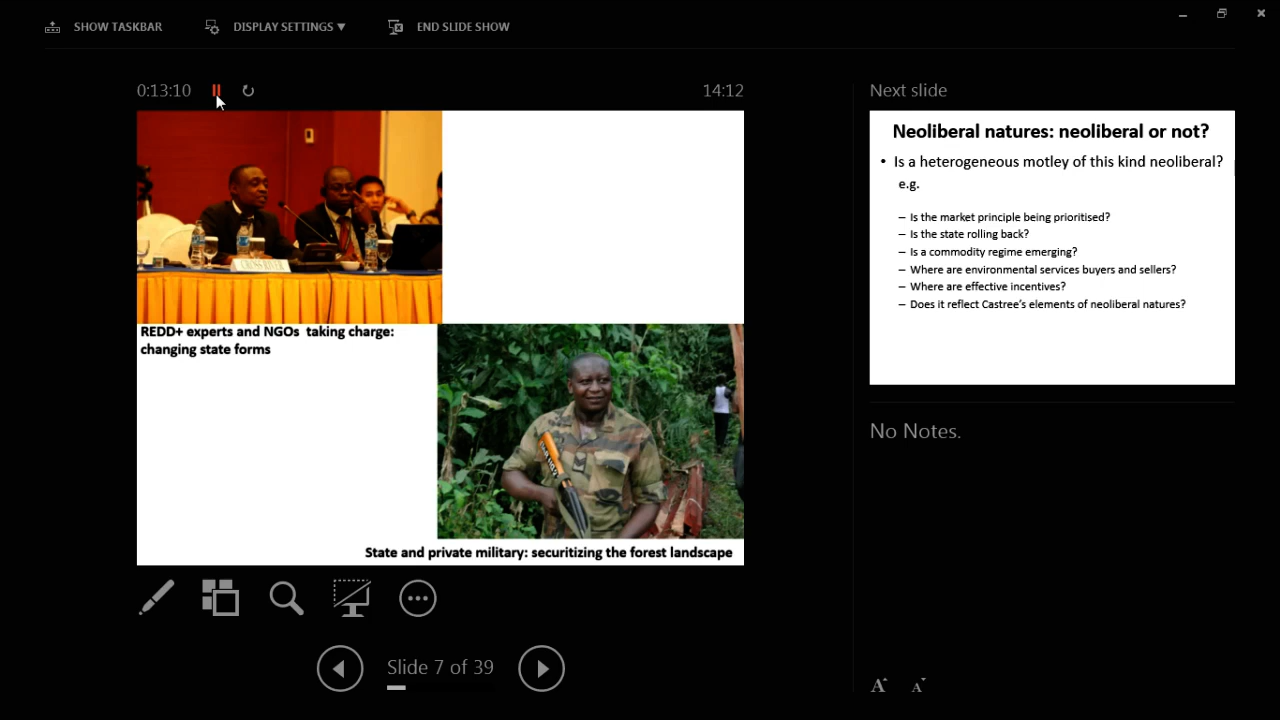 SHOW TASKBAR
DISPLAY SETTINGS ▼
END SLIDE SHOW
0:13:10
14:12
CROSS RIVER
REDD+ experts and NGOs taking charge:
changing state forms
State and private military: securitizing the forest landscape
Slide 7 of 39
Next slide
Neoliberal natures: neoliberal or not?
• Is a heterogeneous motley of this kind neoliberal?
e.g.
– Is the market principle being prioritised?
– Is the state rolling back?
– Is a commodity regime emerging?
– Where are environmental services buyers and sellers?
– Where are effective incentives?
– Does it reflect Castree's elements of neoliberal natures?
No Notes.
A A